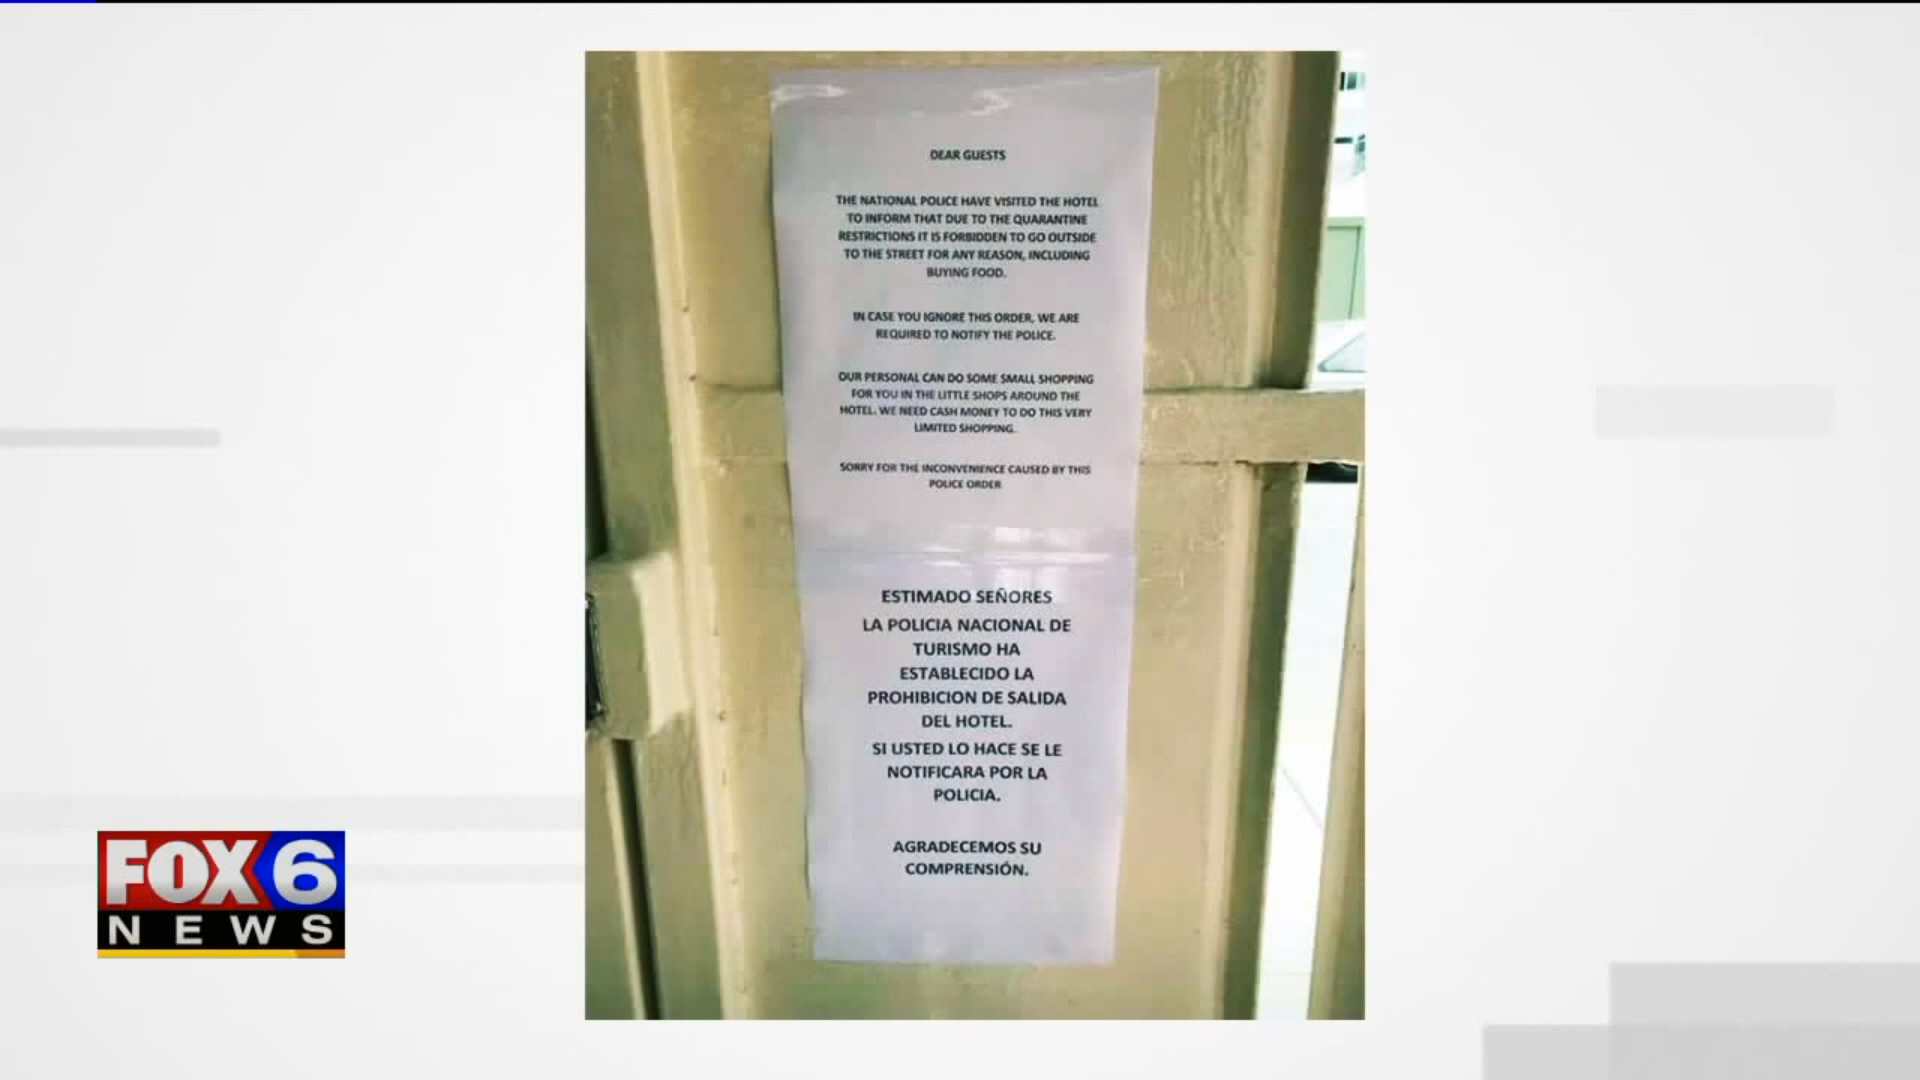 DEAR GUESTS
THE NATIONAL POLICE HAVE VISITED THE HOTEL
TO INFORM THAT DUE TO THE QUARANTINE
RESTRICTIONS IT IS FORBIDDEN TO GO OUTSIDE
TO THE STREET FOR ANY REASON, INCLUDING
BUYING FOOD.
IN CASE YOU IGNORE THIS ORDER, WE ARE
REQUIRED TO NOTIFY THE POLICE.
OUR PERSONAL CAN DO SOME SMALL SHOPPING
FOR YOU IN THE LITTLE SHOPS AROUND THE
HOTEL. WE NEED CASH MONEY TO DO THIS VERY
LIMITED SHOPPING.
SORRY FOR THE INCONVENIENCE CAUSED BY THIS
POLICE ORDER
ESTIMADO SEÑORES
LA POLICIA NACIONAL DE
TURISMO HA
ESTABLECIDO LA
PROHIBICION DE SALIDA
DEL HOTEL.
SI USTED LO HACE SE LE
NOTIFICARA POR LA
POLICIA.
AGRADECEMOS SU
COMPRENSIÓN.
FOX 6
NEWS